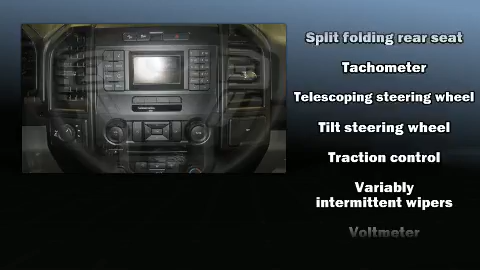 Split folding rear seat
Tachometer
Telescoping steering wheel
Tilt steering wheel
Traction control
Variably
intermittent wipers
Voltmeter